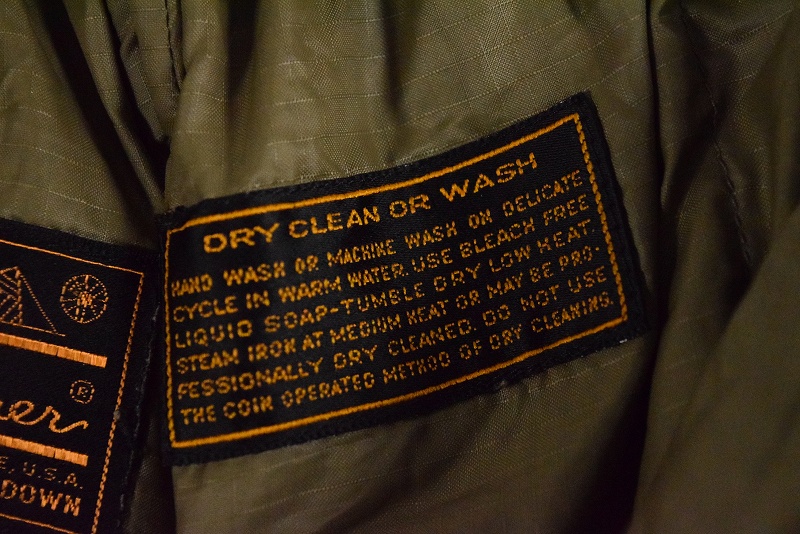 DRY CLEAN OR WASH
HAND WASH OR MACHINE WASH ON DELICATE
CYCLE IN WARM WATER. USE BLEACH FREE
LIQUID SOAP-TUMBLE DRY LOW HEAT.
STEAM IRON AT MEDIUM HEAT OR MAY BE PRO-
FESSIONALLY DRY CLEANED. DO NOT USE
THE COIN OPERATED METHOD OF DRY CLEANING.
®
U.S.A.
DOWN